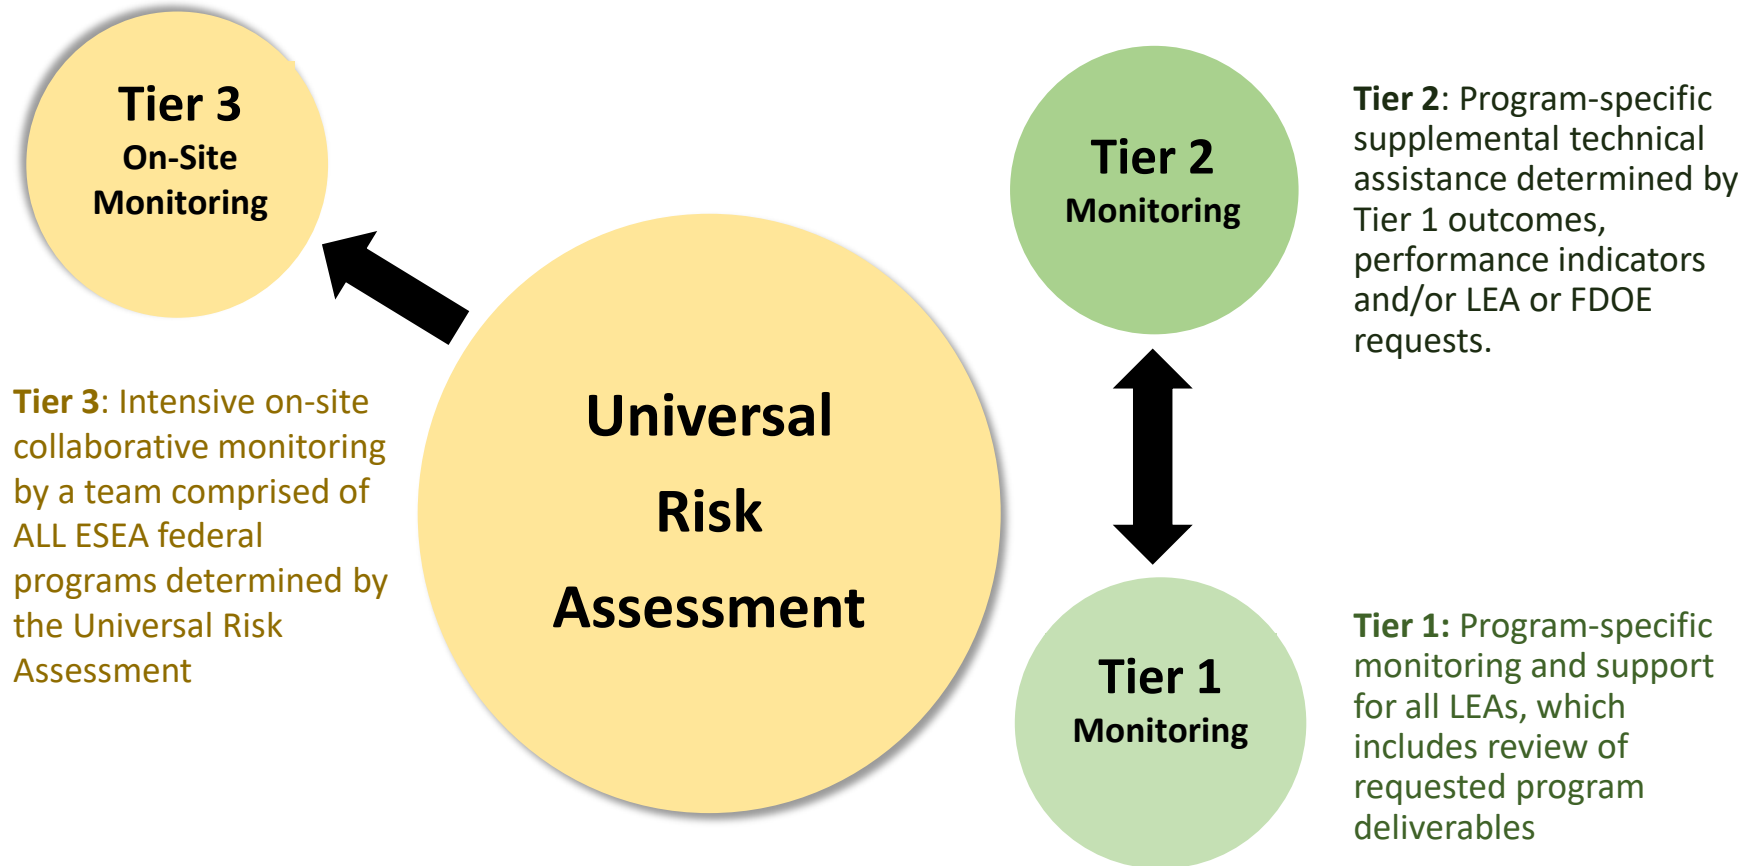 Tier 3
On-Site
Monitoring
Tier 3: Intensive on-site
collaborative monitoring
by a team comprised of
ALL ESEA federal
programs determined by
the Universal Risk
Assessment
Universal
Risk
Assessment
Tier 2
Monitoring
Tier 2: Program-specific
supplemental technical
assistance determined by
Tier 1 outcomes,
performance indicators
and/or LEA or FDOE
requests.
Tier 1
Monitoring
Tier 1: Program-specific
monitoring and support
for all LEAs, which
includes review of
requested program
deliverables